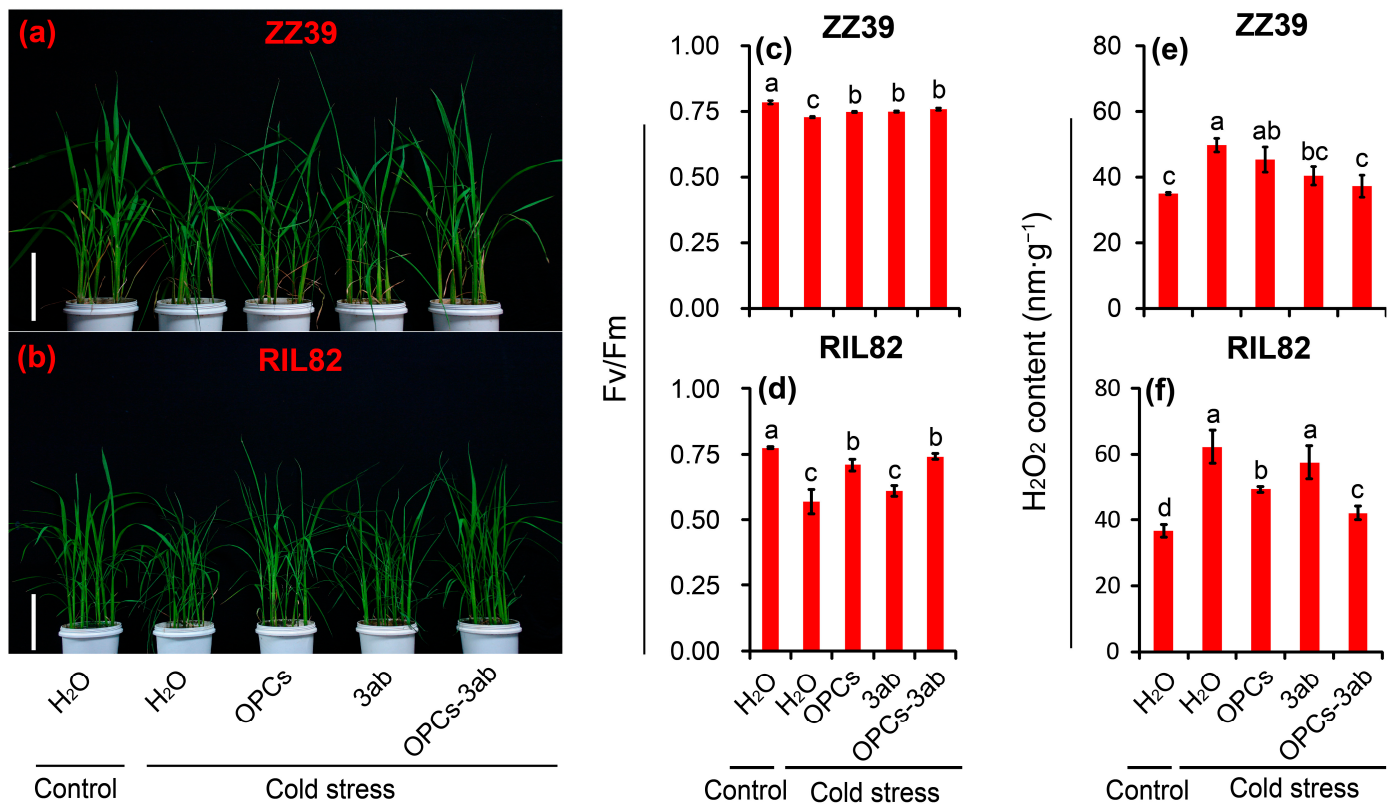 (a)
ZZ39
(b)
RIL82
H₂O
H₂O
OPCs
3ab
OPCs-3ab
Control
Cold stress
Fv/Fm
ZZ39
(c)
1.00
0.75
0.50
0.25
0.00
a
c
b
b
b
RIL82
(d)
1.00
0.75
0.50
0.25
0.00
a
c
b
c
b
H₂O
H₂O
OPCs
3ab
OPCs-3ab
Control
Cold stress
H₂O₂ content (nm·g⁻¹)
ZZ39
(e)
80
60
40
20
0
c
a
ab
bc
c
RIL82
(f)
80
60
40
20
0
d
a
b
a
c
H₂O
H₂O
OPCs
3ab
OPCs-3ab
Control
Cold stress